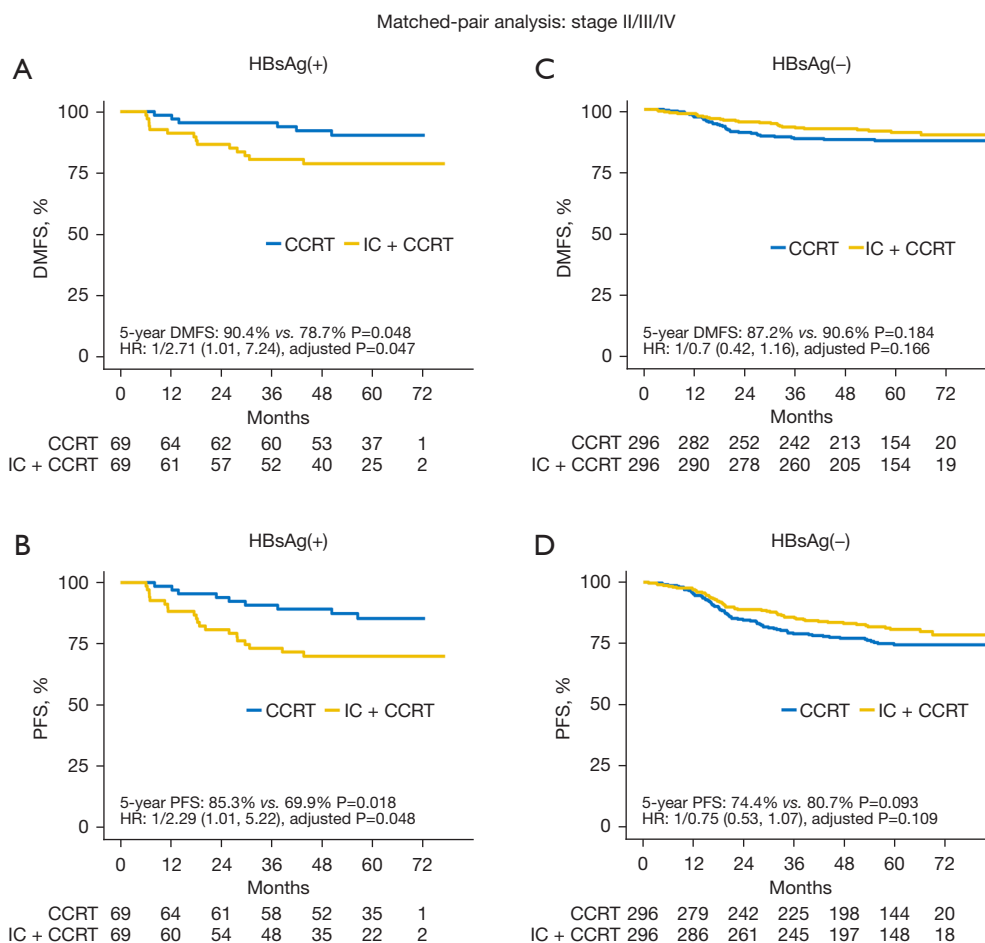 Matched-pair analysis: stage II/III/IV
A
HBsAg(+)
100
75
50
25
0
DMFS, %
CCRT
IC + CCRT
5-year DMFS: 90.4% vs. 78.7% P=0.048
HR: 1/2.71 (1.01, 7.24), adjusted P=0.047
0 12 24 36 48 60 72
Months
CCRT 69 64 62 60 53 37 1
IC + CCRT 69 61 57 52 40 25 2
C
HBsAg(–)
100
75
50
25
0
DMFS, %
CCRT
IC + CCRT
5-year DMFS: 87.2% vs. 90.6% P=0.184
HR: 1/0.7 (0.42, 1.16), adjusted P=0.166
0 12 24 36 48 60 72
Months
CCRT 296 282 252 242 213 154 20
IC + CCRT 296 290 278 260 205 154 19
B
HBsAg(+)
100
75
50
25
0
PFS, %
CCRT
IC + CCRT
5-year PFS: 85.3% vs. 69.9% P=0.018
HR: 1/2.29 (1.01, 5.22), adjusted P=0.048
0 12 24 36 48 60 72
Months
CCRT 69 64 61 58 52 35 1
IC + CCRT 69 60 54 48 35 22 2
D
HBsAg(–)
100
75
50
25
0
PFS, %
CCRT
IC + CCRT
5-year PFS: 74.4% vs. 80.7% P=0.093
HR: 1/0.75 (0.53, 1.07), adjusted P=0.109
0 12 24 36 48 60 72
Months
CCRT 296 279 242 225 198 144 20
IC + CCRT 296 286 261 245 197 148 18